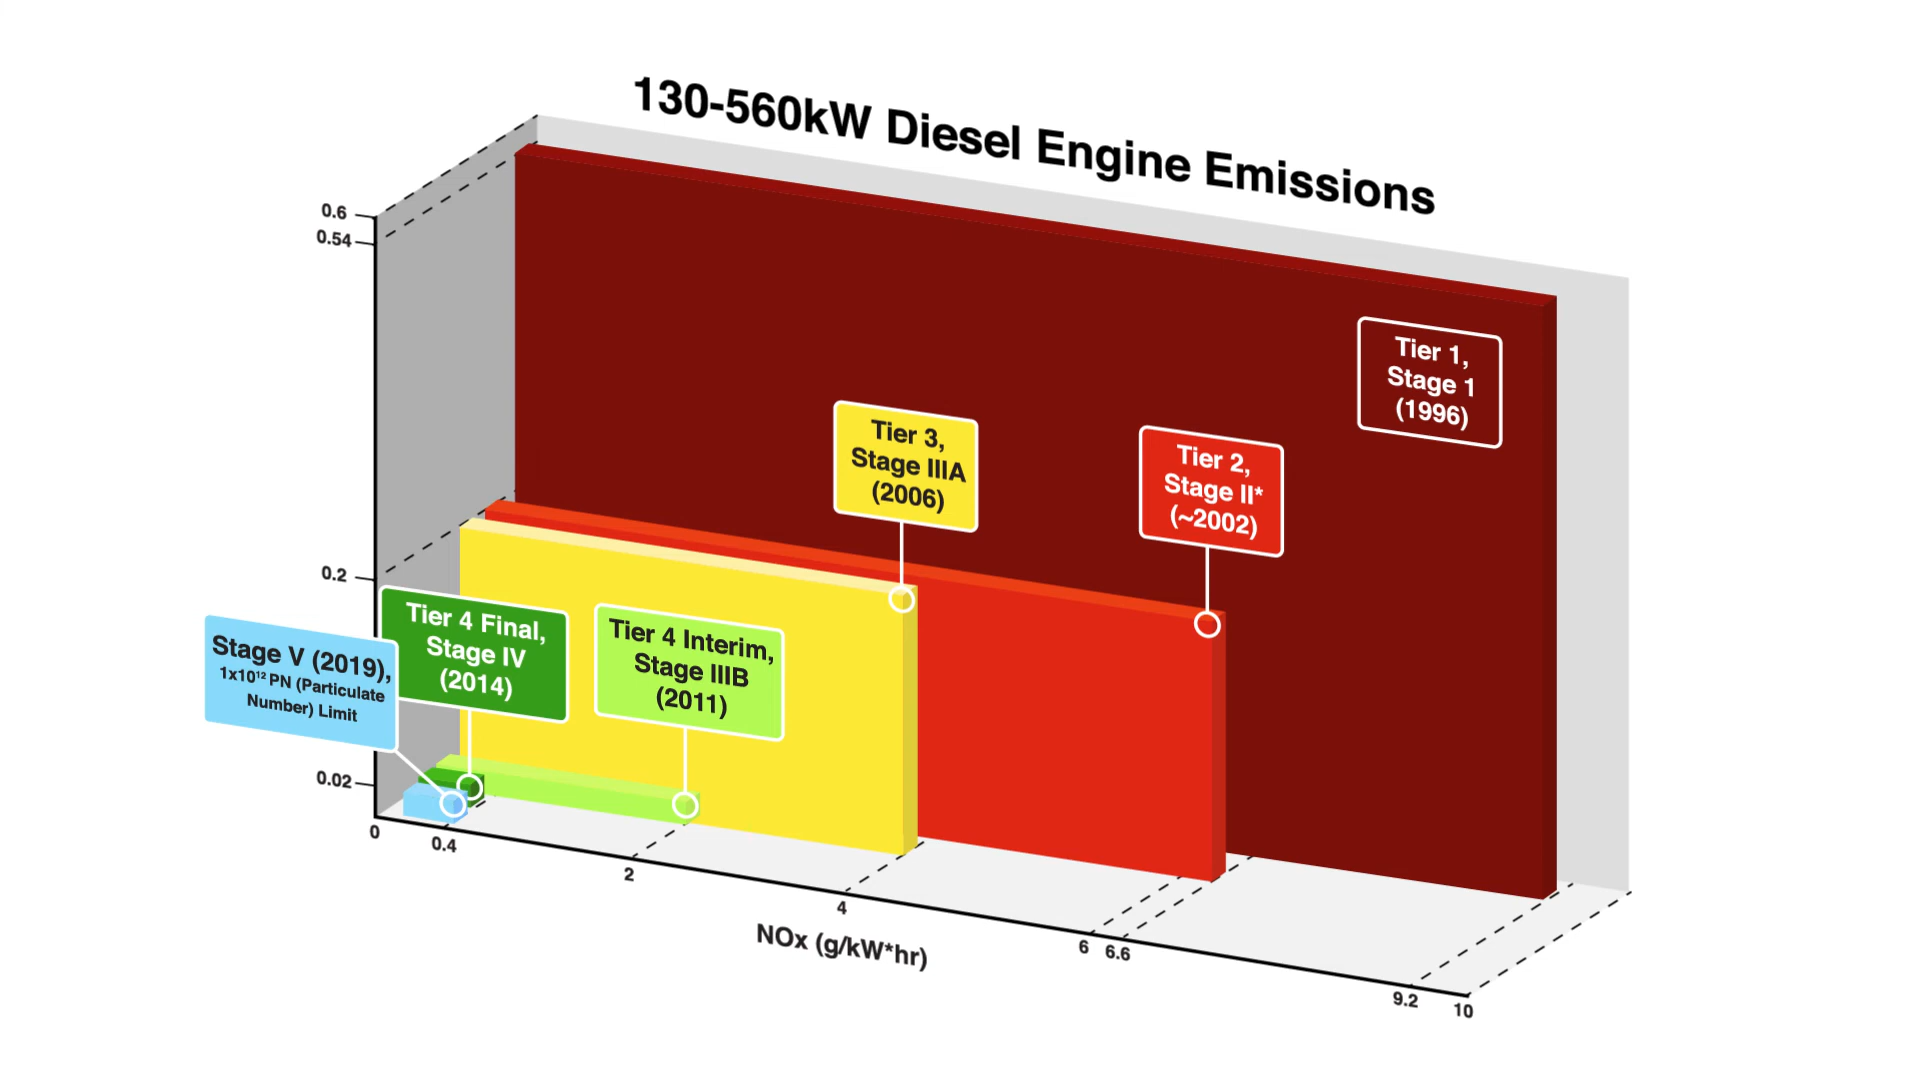 130-560kW Diesel Engine Emissions
0.6
0.54
0.2
0.02
Tier 1,
Stage 1
(1996)
Tier 3,
Stage IIIA
(2006)
Tier 2,
Stage II*
(~2002)
Tier 4 Final,
Stage IV
(2014)
Tier 4 Interim,
Stage IIIB
(2011)
Stage V (2019),
1x10¹² PN (Particulate
Number) Limit
0
0.4
2
4
6
6.6
9.2
10
NOx (g/kW*hr)